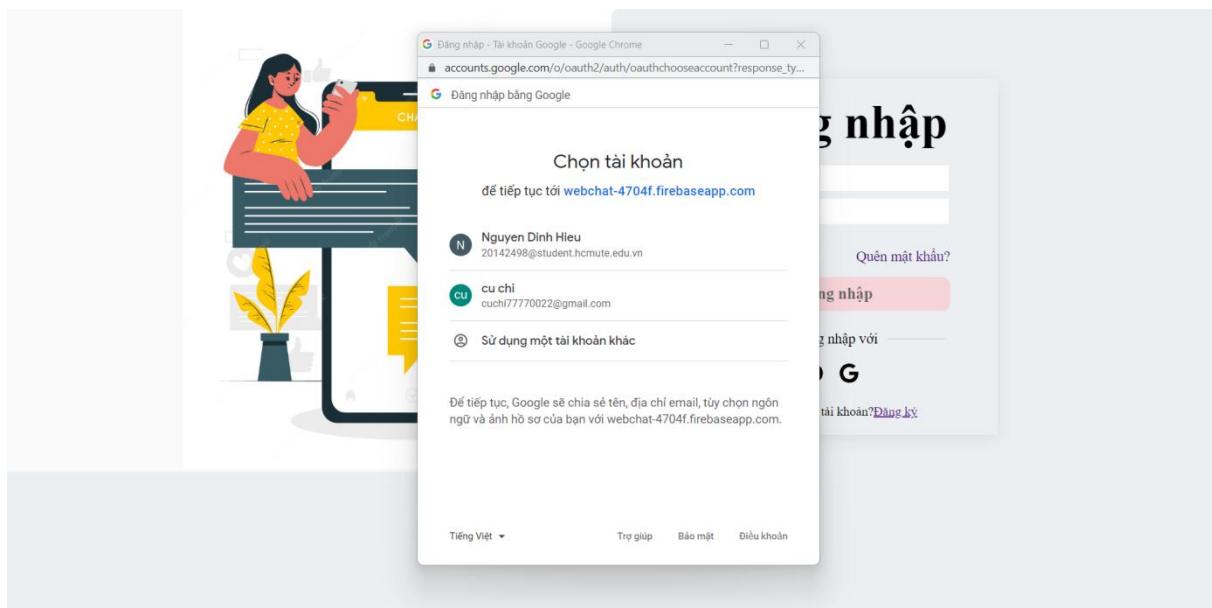 Đăng nhập - Tài khoản Google - Google Chrome
accounts.google.com/o/oauth2/auth/oauthchooseaccount?response_ty...
Đăng nhập bằng Google
CH
g nhập
Chọn tài khoản
để tiếp tục tới webchat-4704f.firebaseapp.com
N
Nguyen Dinh Hieu
20142498@student.hcmute.edu.vn
cu
cu chi
cuchi77770022@gmail.com
Sử dụng một tài khoản khác
Để tiếp tục, Google sẽ chia sẻ tên, địa chỉ email, tùy chọn ngôn
ngữ và ảnh hồ sơ của bạn với webchat-4704f.firebaseapp.com.
Tiếng Việt
Trợ giúp
Bảo mật
Điều khoản
Quên mật khẩu?
ng nhập
g nhập với
G
tài khoản?Đăng ký